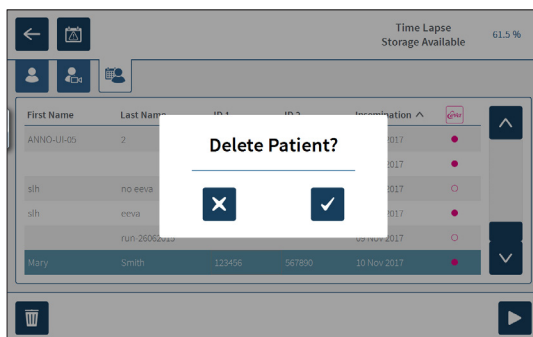 Time Lapse
Storage Available
61.5 %
First Name Last Name ID 1 ID 2 Insemination
ANNO-UI-05 2 2017
2017
slh no eeva 2017
slh eeva 2017
run-26062015 09 Nov 2017
Mary Smith 123456 567890 10 Nov 2017
Delete Patient?